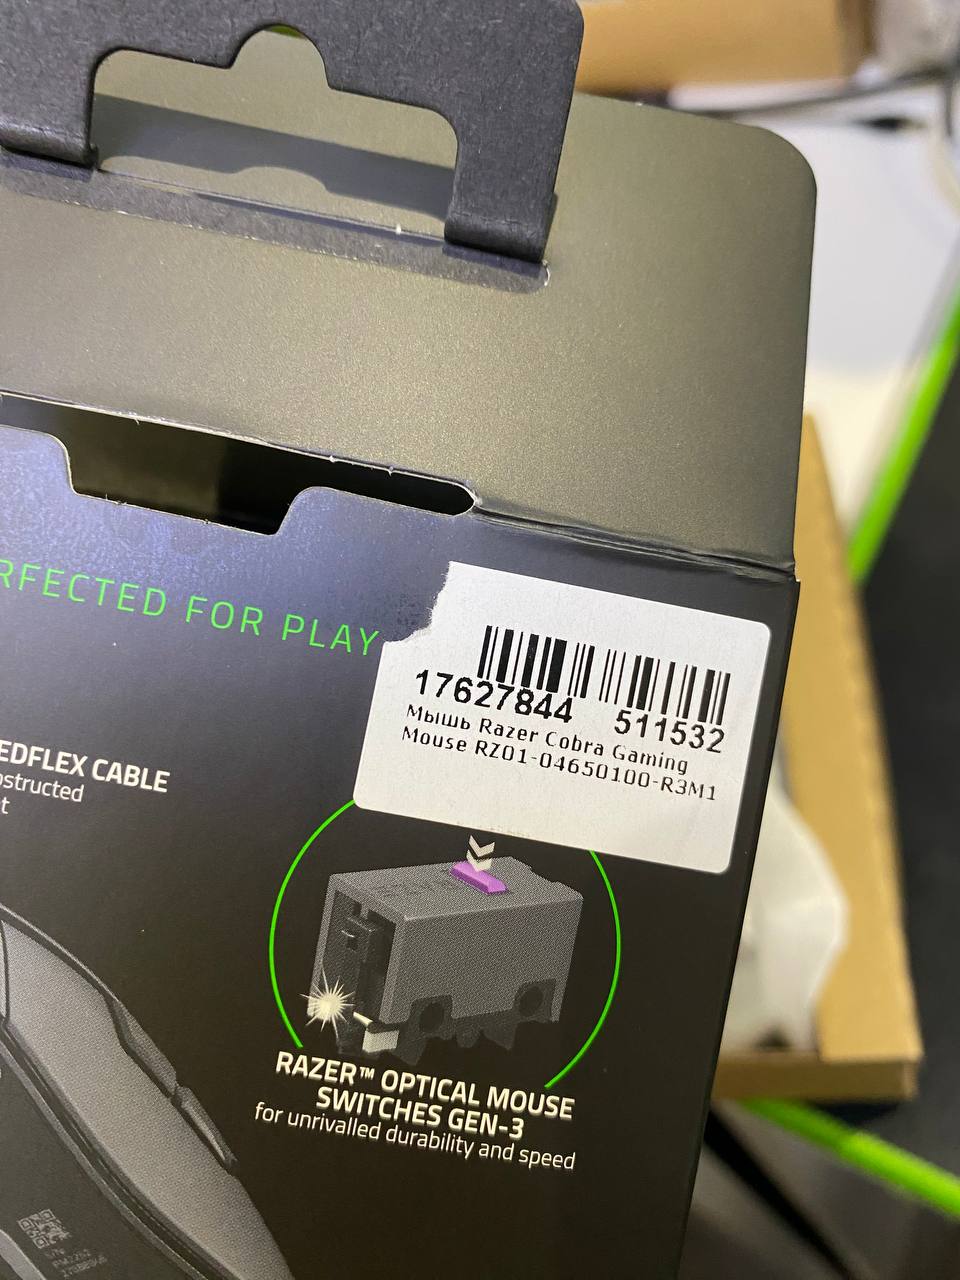 RFECTED FOR PLAY
17627844 511532
Мышь Razer Cobra Gaming
Mouse RZ01-04650100-R3M1
EDFLEX CABLE
ostructed
t
RAZER™ OPTICAL MOUSE
SWITCHES GEN-3
for unrivalled durability and speed